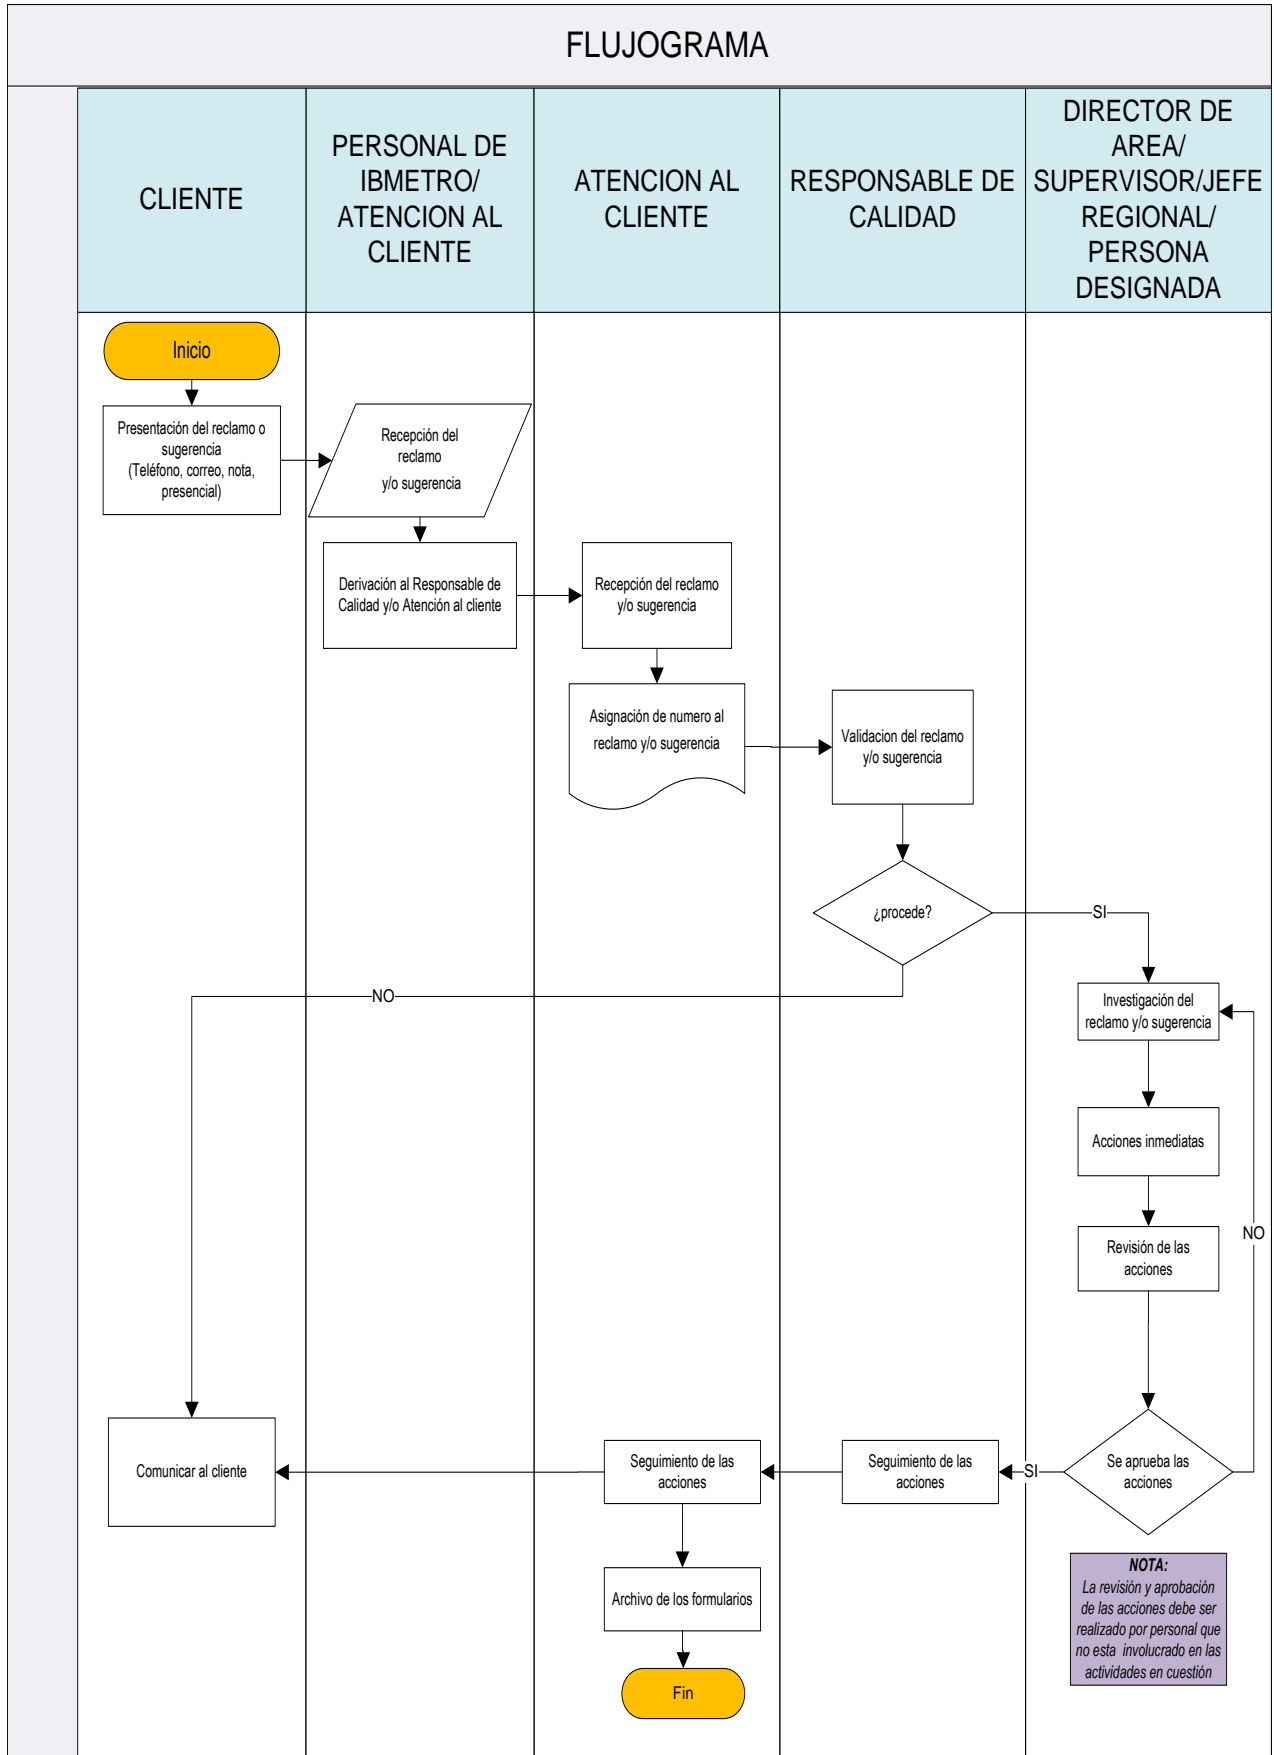 FLUJOGRAMA
CLIENTE
PERSONAL DE
IBMETRO/
ATENCION AL
CLIENTE
ATENCION AL
CLIENTE
RESPONSABLE DE
CALIDAD
DIRECTOR DE
AREA/
SUPERVISOR/JEFE
REGIONAL/
PERSONA
DESIGNADA
Inicio
Presentación del reclamo o
sugerencia
(Teléfono, correo, nota,
presencial)
Recepción del
reclamo
y/o sugerencia
Derivación al Responsable de
Calidad y/o Atención al cliente
Recepción del reclamo
y/o sugerencia
Asignación de numero al
reclamo y/o sugerencia
Validacion del reclamo
y/o sugerencia
¿procede?
SI
NO
Investigación del
reclamo y/o sugerencia
Acciones inmediatas
Revisión de las
acciones
NO
Se aprueba las
acciones
SI
Seguimiento de las
acciones
Seguimiento de las
acciones
Comunicar al cliente
Archivo de los formularios
Fin
NOTA:
La revisión y aprobación
de las acciones debe ser
realizado por personal que
no esta involucrado en las
actividades en cuestión